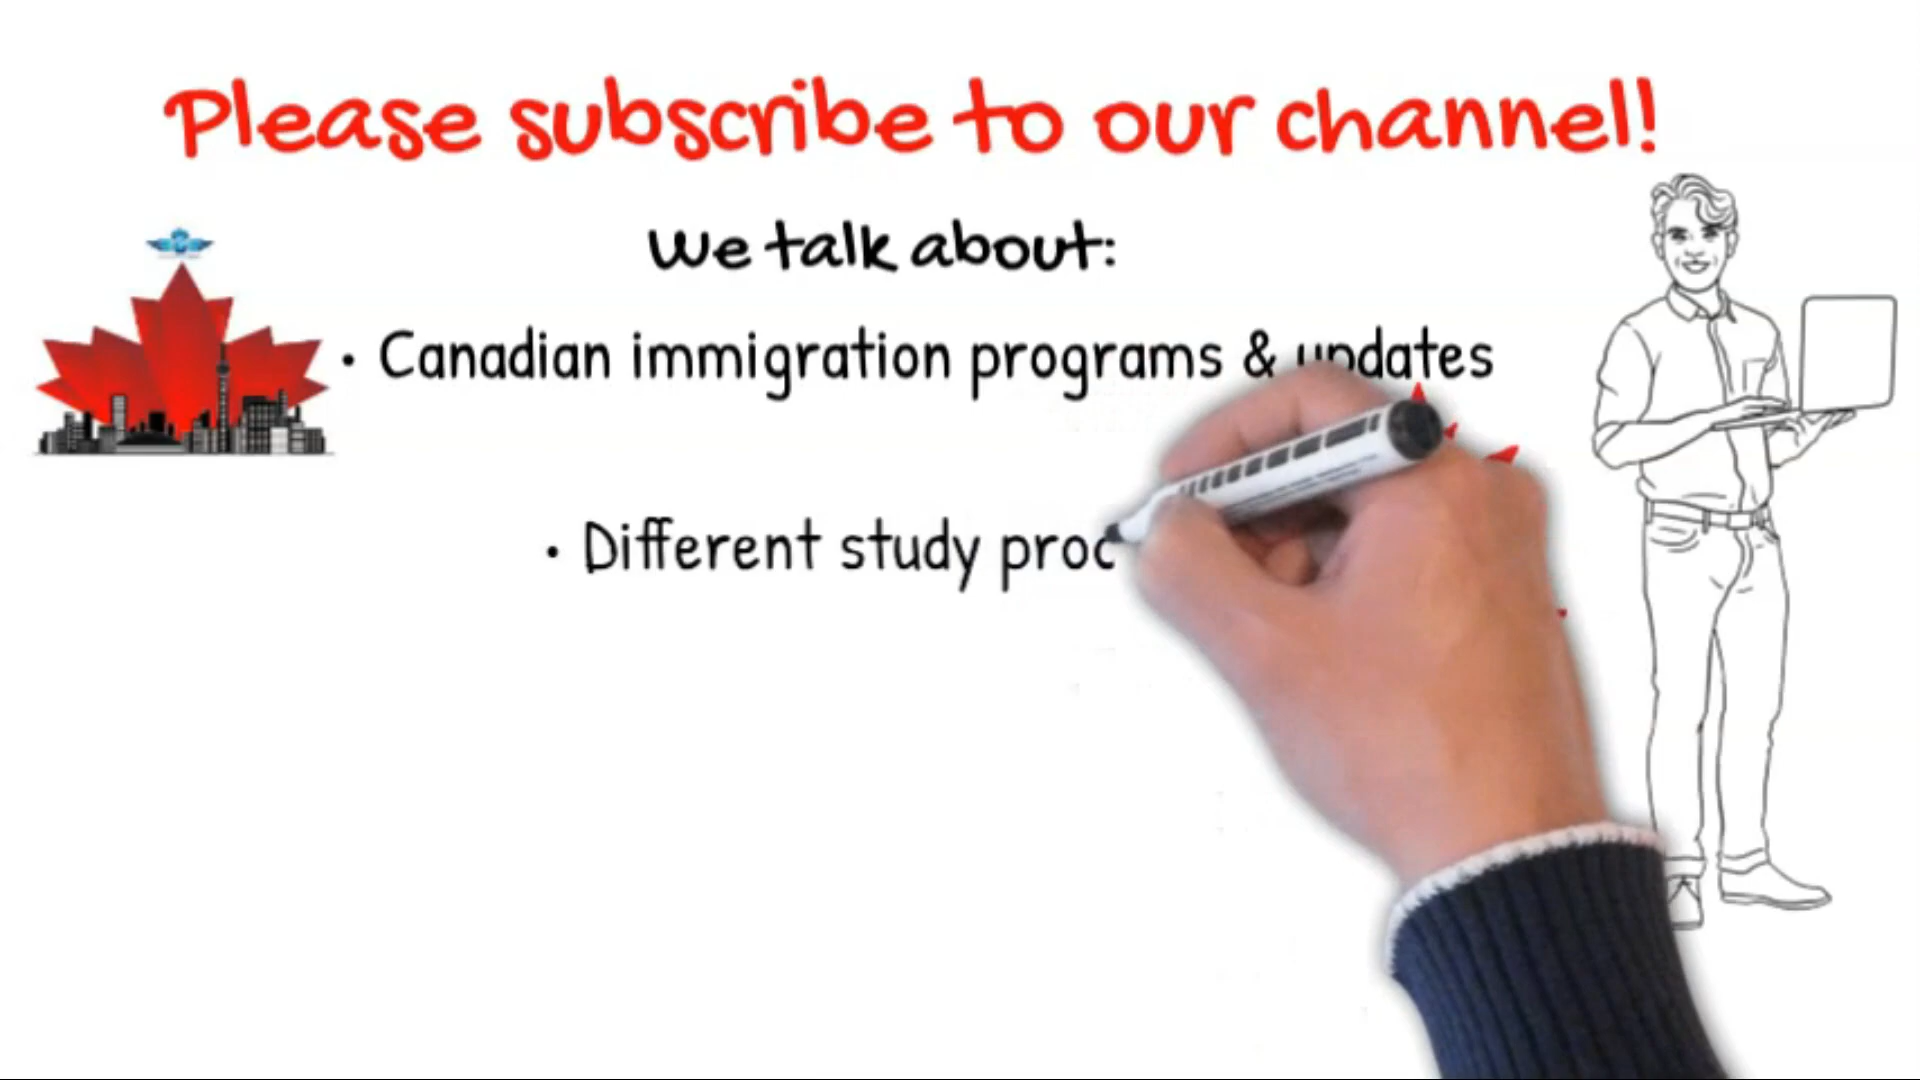 Please subscribe to our channel!
We talk about:
• Canadian immigration programs & updates
• Different study proc